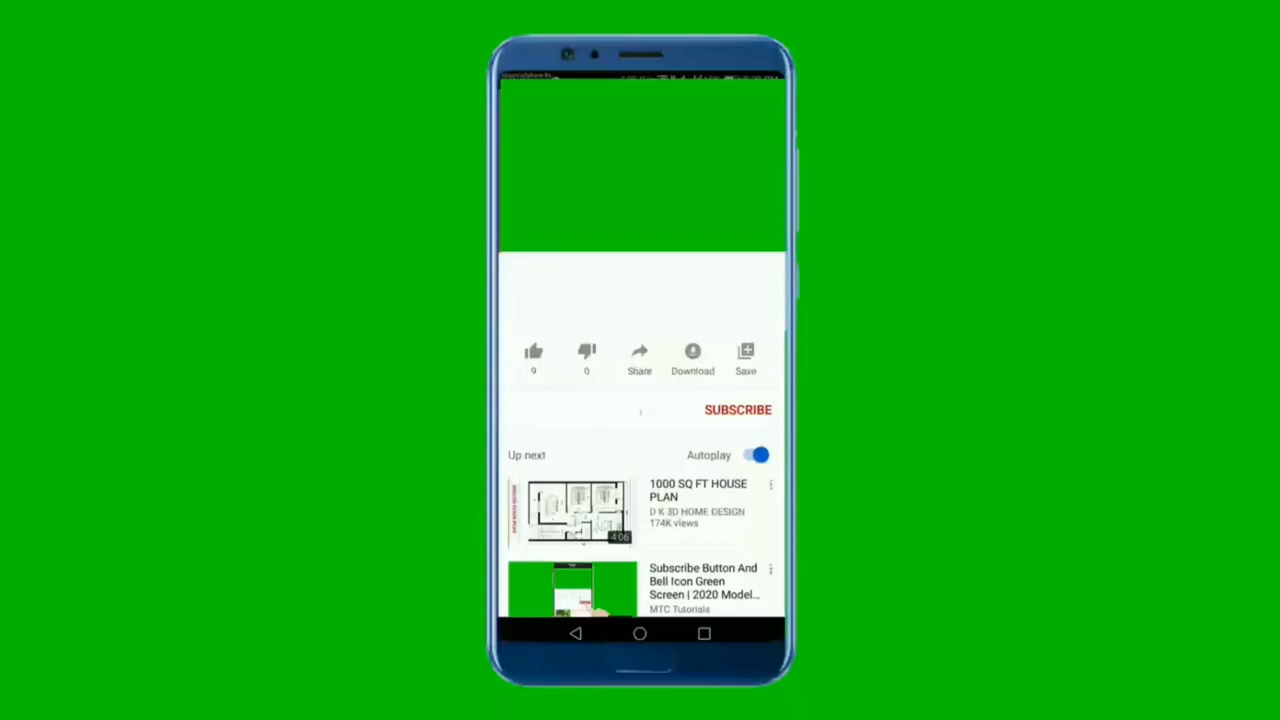 9
0
Share
Download
Save
SUBSCRIBE
Up next
Autoplay
1000 SQ FT HOUSE
PLAN
D K 3D HOME DESIGN
174K views
4:06
Subscribe Button And
Bell Icon Green
Screen | 2020 Model...
MTC Tutorials